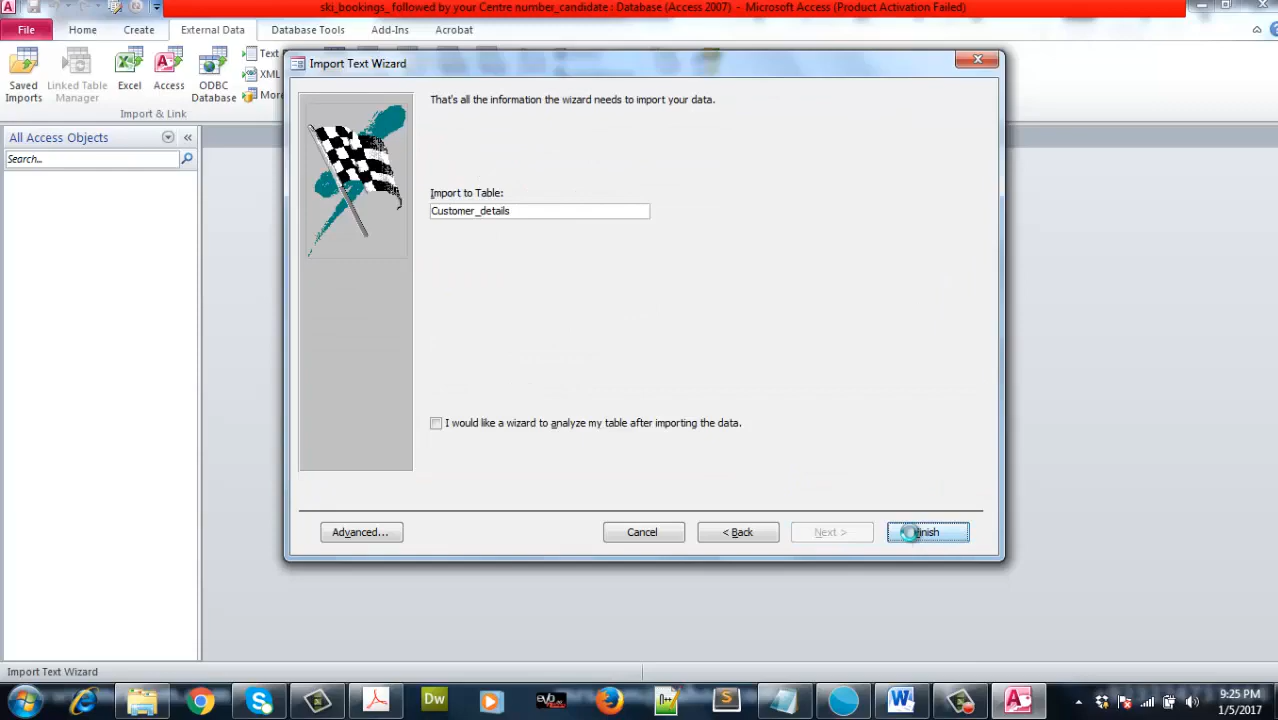 ski_bookings_ followed by your Centre number_candidate : Database (Access 2007) - Microsoft Access (Product Activation Failed)
File Home Create External Data Database Tools Add-Ins Acrobat
Saved Imports
Linked Table Manager
Excel
Access
ODBC Database
Text
XML
More
Import & Link
All Access Objects
Search...
Import Text Wizard
That's all the information the wizard needs to import your data.
Import to Table:
Customer_details
I would like a wizard to analyze my table after importing the data.
Advanced... Cancel < Back Next > Finish
Import Text Wizard
9:25 PM
1/5/2017